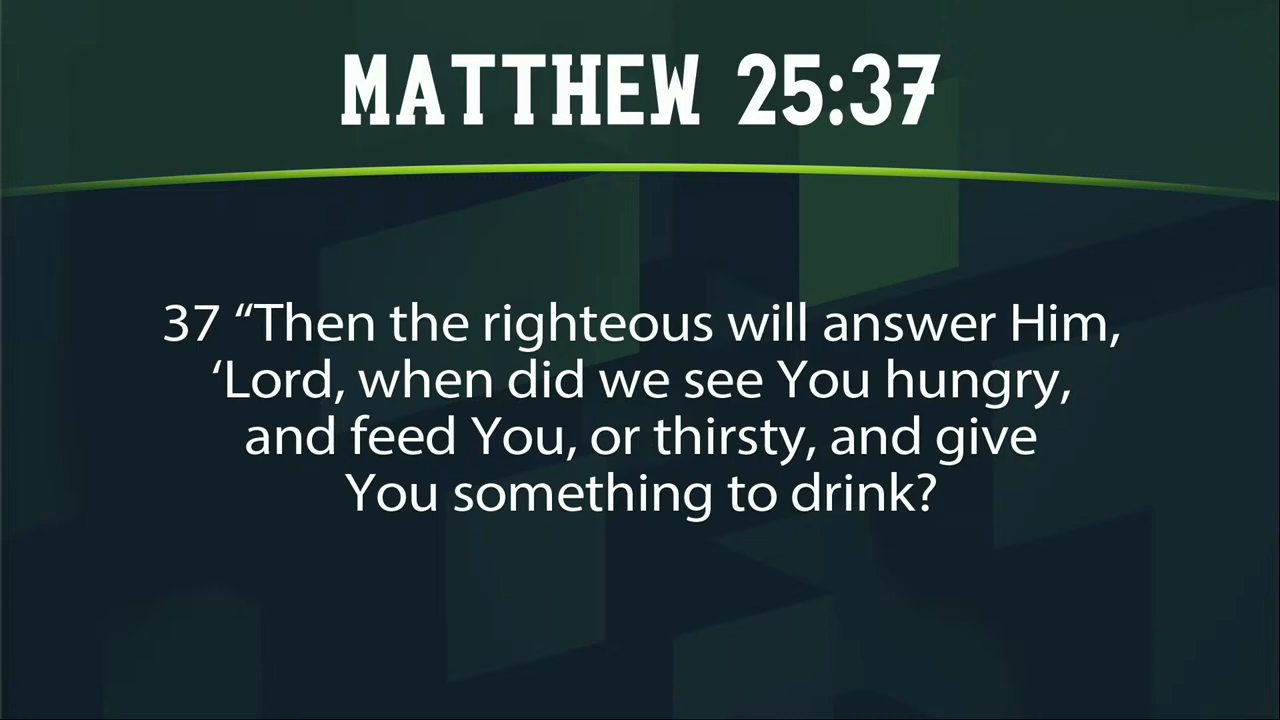 MATTHEW 25:37
37 “Then the righteous will answer Him,
‘Lord, when did we see You hungry,
and feed You, or thirsty, and give
You something to drink?